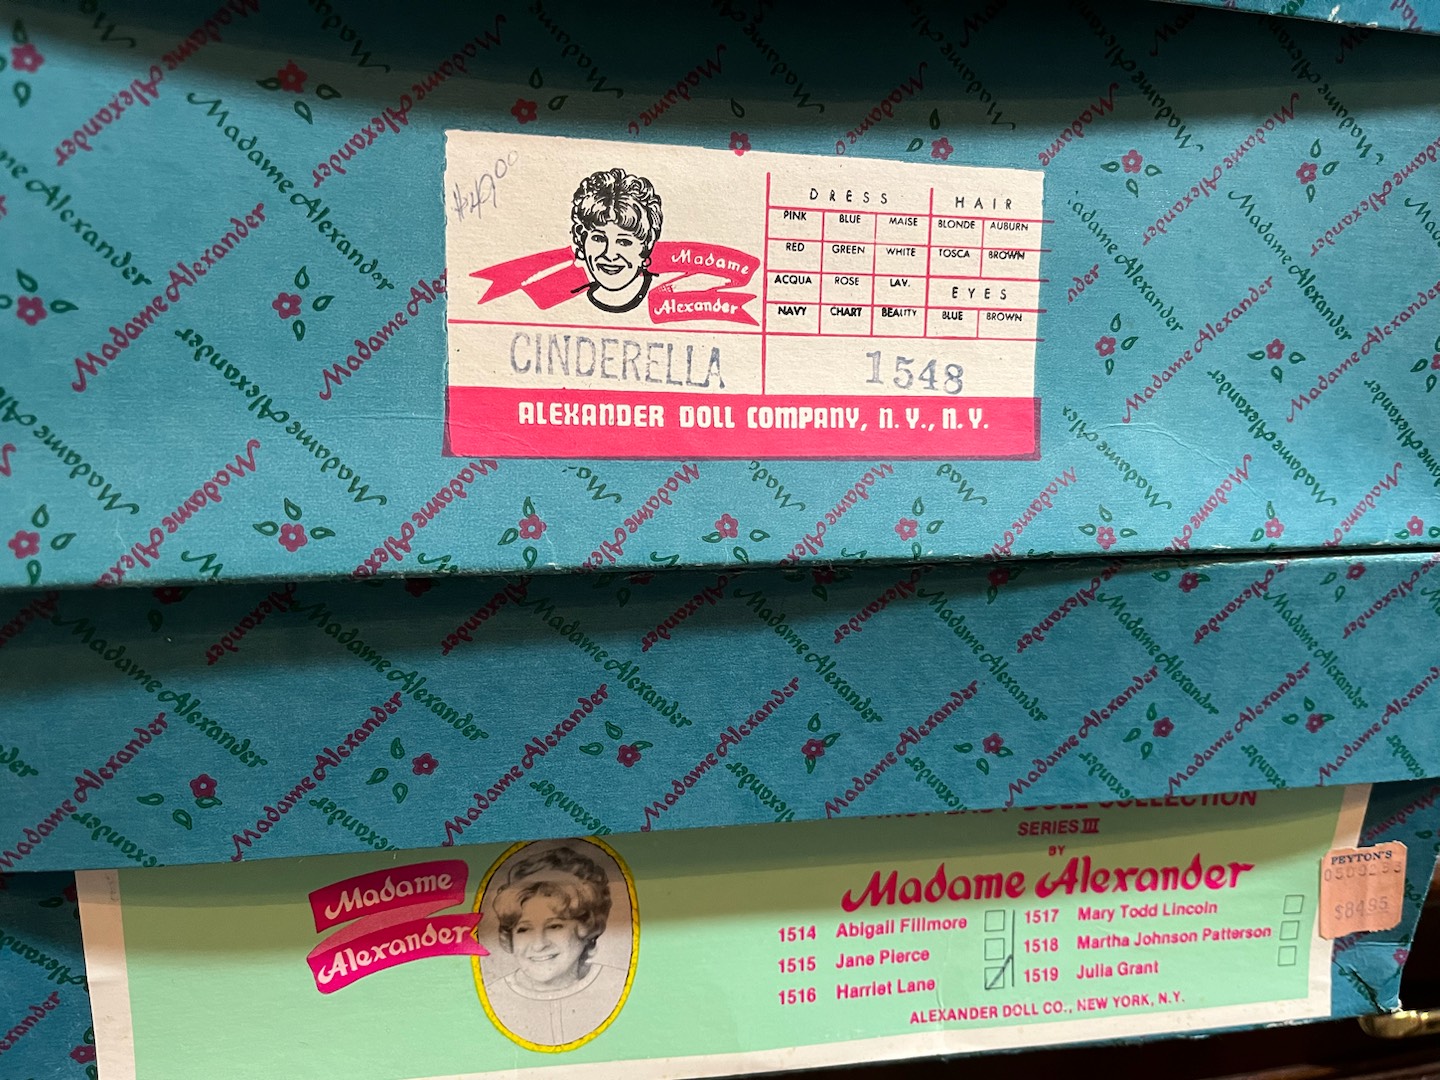 $49.00
Madame
Alexander
DRESS
HAIR
PINK BLUE MAISE BLONDE AUBURN
RED GREEN WHITE TOSCA BROWN
ACQUA ROSE LAV. EYES
NAVY CHART BEAUTY BLUE BROWN
CINDERELLA 1548
ALEXANDER DOLL COMPANY, N.Y., N.Y.
Madame Alexander
COLLECTION
SERIES III
BY
Madame Alexander
Madame
Alexander
1514 Abigail Fillmore
1515 Jane Pierce
1516 Harriet Lane
1517 Mary Todd Lincoln
1518 Martha Johnson Patterson
1519 Julia Grant
ALEXANDER DOLL CO., NEW YORK, N.Y.
PEYTON'S
$84.95